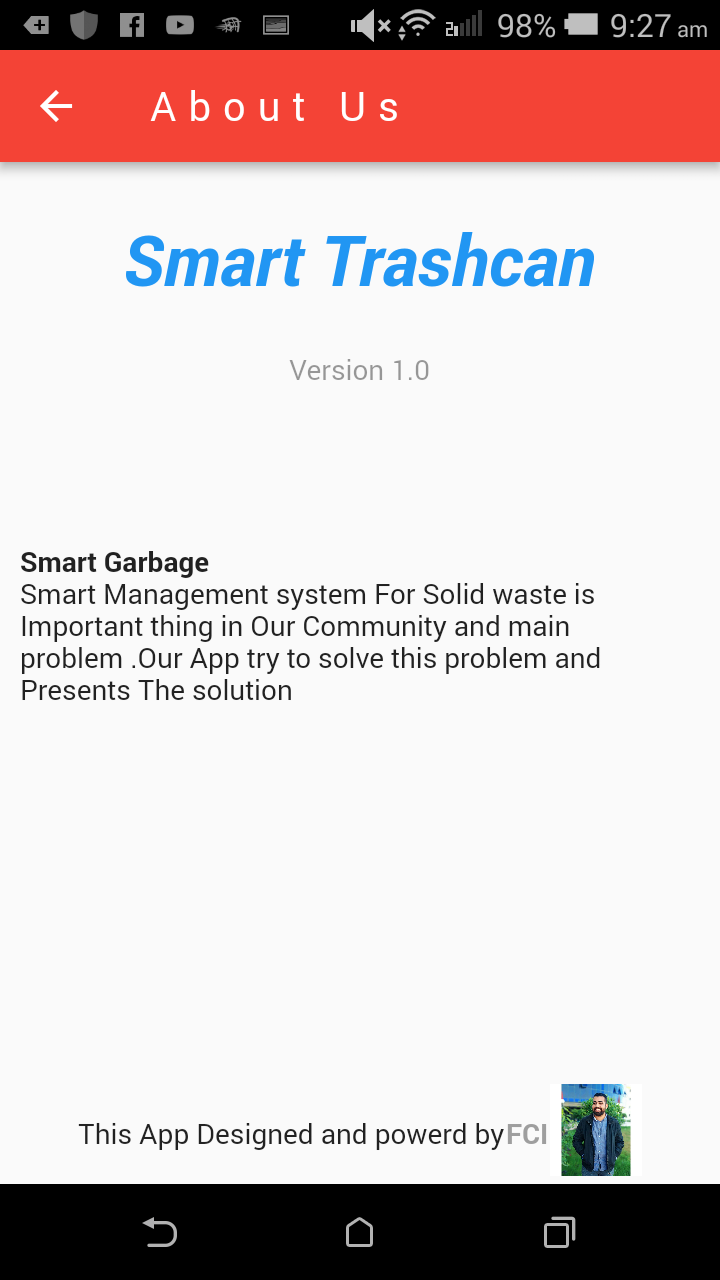 98% 9:27 am
About Us
Smart Trashcan
Version 1.0
Smart Garbage
Smart Management system For Solid waste is
Important thing in Our Community and main
problem .Our App try to solve this problem and
Presents The solution
This App Designed and powerd by FCI